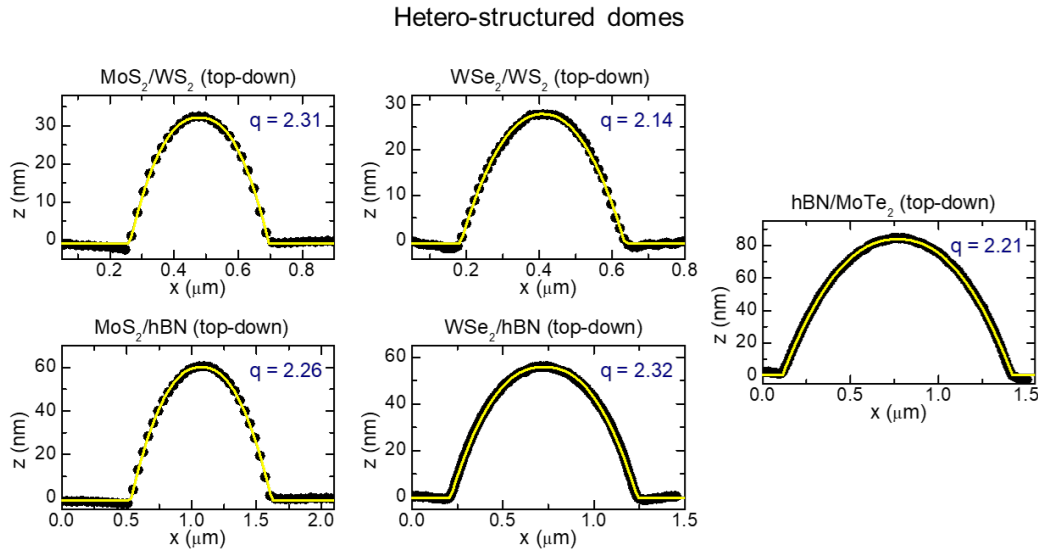 Hetero-structured domes
MoS2/WS2 (top-down)
q = 2.31
30
20
10
0
z (nm)
0.2 0.4 0.6 0.8
x (μm)
WSe2/WS2 (top-down)
q = 2.14
30
20
10
0
z (nm)
0.2 0.4 0.6 0.8
x (μm)
hBN/MoTe2 (top-down)
q = 2.21
80
60
40
20
0
z (nm)
0.0 0.5 1.0 1.5
x (μm)
MoS2/hBN (top-down)
q = 2.26
60
40
20
0
z (nm)
0.0 0.5 1.0 1.5 2.0
x (μm)
WSe2/hBN (top-down)
q = 2.32
60
40
20
0
z (nm)
0.0 0.5 1.0 1.5
x (μm)